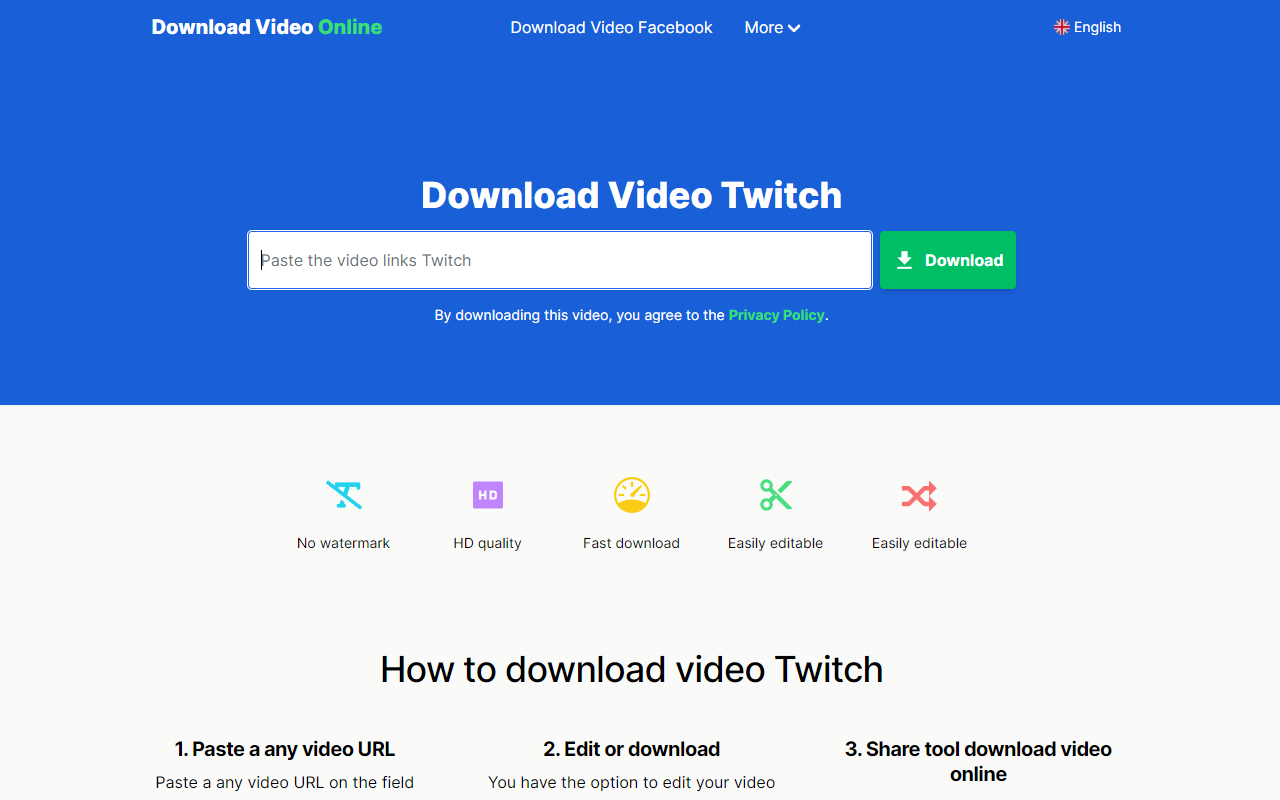 Download Video Online
Download Video Facebook
More
English
Download Video Twitch
Paste the video links Twitch
Download
By downloading this video, you agree to the Privacy Policy.
HD
No watermark
HD quality
Fast download
Easily editable
Easily editable
How to download video Twitch
1. Paste a any video URL
Paste a any video URL on the field
2. Edit or download
You have the option to edit your video
3. Share tool download video
online